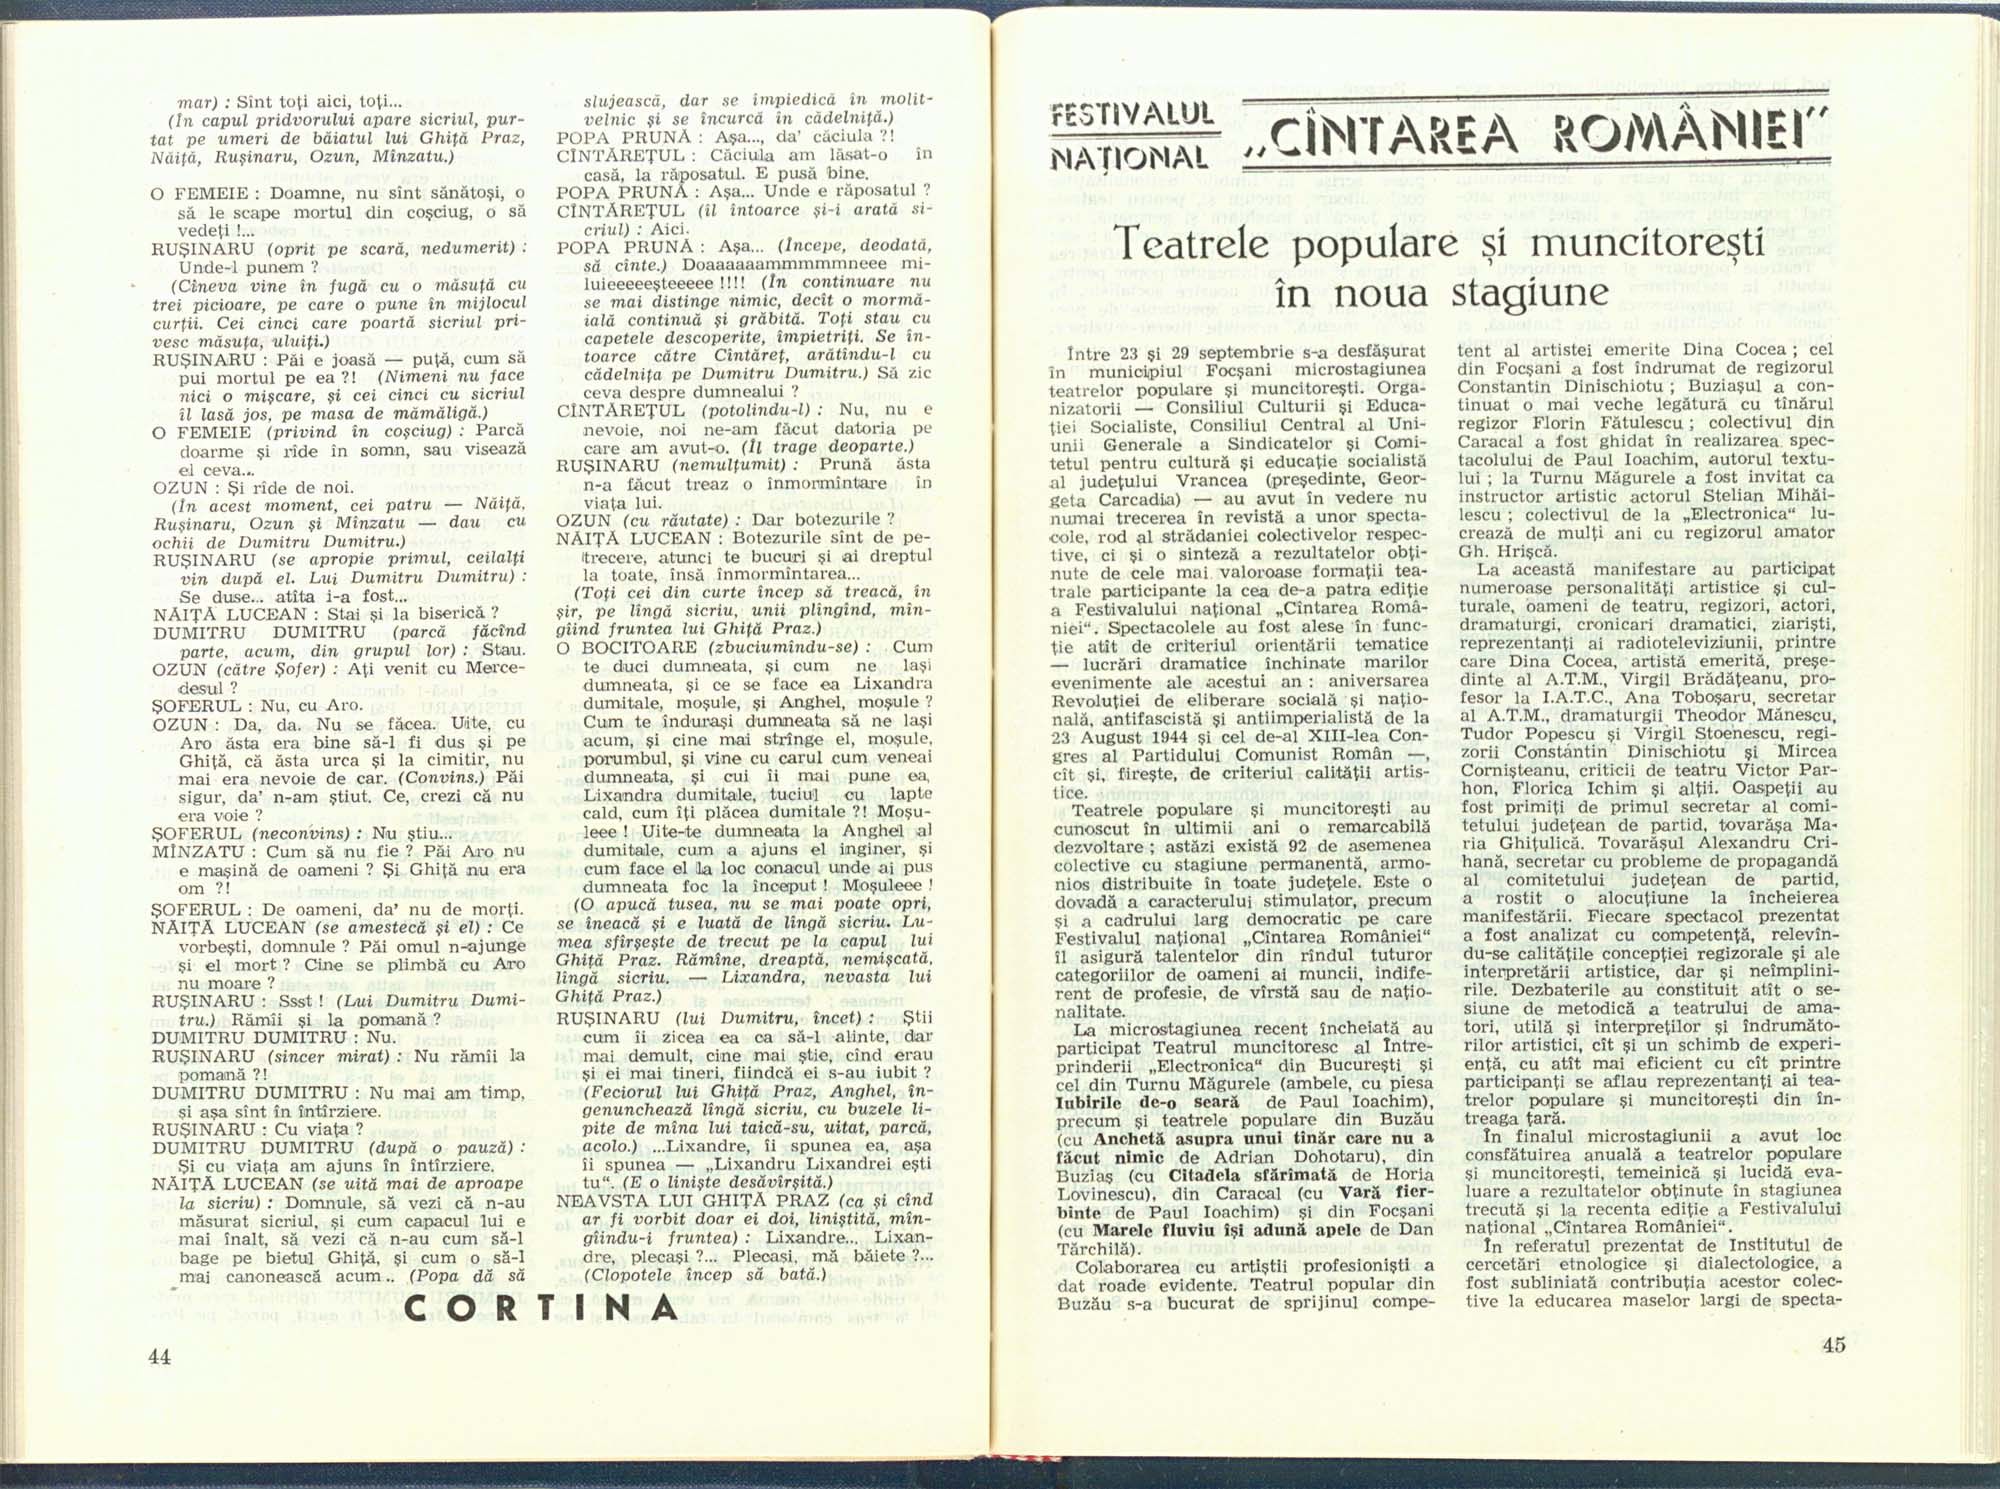 mar) : Sînt toți aici, toți...
(În capul pridvorului apare sicriul, pur-
tat pe umeri de băiatul lui Ghiță Praz,
Năiță, Rușinaru, Ozun, Mînzatu.)
O FEMEIE : Doamne, nu sînt sănătoși, o
să le scape mortul din coșciug, o să
vedeți !...
RUȘINARU (oprit pe scară, nedumerit) :
Unde-l punem ?
(Cineva vine în fugă cu o măsuță cu
trei picioare, pe care o pune în mijlocul
curții. Cei cinci care poartă sicriul pri-
vesc măsuța, uluiți.)
RUȘINARU : Păi e joasă — puță, cum să
pui mortul pe ea ?! (Nimeni nu face
nici o mișcare, și cei cinci cu sicriul
îl lasă jos, pe masa de mămăligă.)
O FEMEIE (privind în coșciug) : Parcă
doarme și rîde în somn, sau visează
el ceva...
OZUN : Și rîde de noi.
(În acest moment, cei patru — Năiță,
Rușinaru, Ozun și Mînzatu — dau cu
ochii de Dumitru Dumitru.)
RUȘINARU (se apropie primul, ceilalți
vin după el. Lui Dumitru Dumitru) :
Se duse... atîta i-a fost...
NĂIȚĂ LUCEAN : Stai și la biserică ?
DUMITRU DUMITRU (parcă făcînd
parte, acum, din grupul lor) : Stau.
OZUN (către Șofer) : Ați venit cu Merce-
desul ?
ȘOFERUL : Nu, cu Aro.
OZUN : Da, da. Nu se făcea. Uite, cu
Aro ăsta era bine să-l fi dus și pe
Ghiță, că ăsta urca și la cimitir, nu
mai era nevoie de car. (Convins.) Păi
sigur, da' n-am știut. Ce, crezi că nu
era voie ?
ȘOFERUL (neconvins) : Nu știu...
MÎNZATU : Cum să nu fie ? Păi Aro nu
e mașină de oameni ? Și Ghiță nu era
om ?!
ȘOFERUL : De oameni, da' nu de morți.
NĂIȚĂ LUCEAN (se amestecă și el) : Ce
vorbești, domnule ? Păi omul n-ajunge
și el mort ? Cine se plimbă cu Aro
nu moare ?
RUȘINARU : Ssst ! (Lui Dumitru Dumi-
tru.) Rămîi și la pomană ?
DUMITRU DUMITRU : Nu.
RUȘINARU (sincer mirat) : Nu rămîi la
pomană ?!
DUMITRU DUMITRU : Nu mai am timp,
și așa sînt în întîrziere.
RUȘINARU : Cu viața ?
DUMITRU DUMITRU (după o pauză) :
Și cu viața am ajuns în întîrziere.
NĂIȚĂ LUCEAN (se uită mai de aproape
la sicriu) : Domnule, să vezi că n-au
măsurat sicriul, și cum capacul lui e
mai înalt, să vezi că n-au cum să-l
bage pe bietul Ghiță, și cum o să-l
mai canonească acum.. (Popa dă să
slujească, dar se împiedică în molit-
velnic și se încurcă în cădelniță.)
POPA PRUNĂ : Așa..., da' căciula ?!
CÎNTĂREȚUL : Căciula am lăsat-o în
casă, la răposatul. E pusă bine.
POPA PRUNĂ : Așa... Unde e răposatul ?
CÎNTĂREȚUL (îl întoarce și-i arată si-
criul) : Aici.
POPA PRUNĂ : Așa... (Începe, deodată,
să cînte.) Doaaaaaammmmmmneee mi-
luieeeeeșteeeee !!!! (În continuare nu
se mai distinge nimic, decît o mormă-
ială continuă și grăbită. Toți stau cu
capetele descoperite, împietriți. Se în-
toarce către Cîntăreț, arătîndu-l cu
cădelnița pe Dumitru Dumitru.) Să zic
ceva despre dumnealui ?
CÎNTĂREȚUL (potolindu-l) : Nu, nu e
nevoie, noi ne-am făcut datoria pe
care am avut-o. (Îl trage deoparte.)
RUȘINARU (nemulțumit) : Prună ăsta
n-a făcut treaz o înmormîntare în
viața lui.
OZUN (cu răutate) : Dar botezurile ?
NĂIȚĂ LUCEAN : Botezurile sînt de pe-
trecere, atunci te bucuri și ai dreptul
la toate, însă înmormîntarea...
(Toți cei din curte încep să treacă, în
șir, pe lîngă sicriu, unii plîngînd, mîn-
gîind fruntea lui Ghiță Praz.)
O BOCITOARE (zbuciumîndu-se) : Cum
te duci dumneata, și cum ne lași
dumneata, și ce se face ea Lixandra
dumitale, moșule, și Anghel, moșule ?
Cum te îndurași dumneata să ne lași
acum, și cine mai strînge el, moșule,
porumbul, și vine cu carul cum veneai
dumneata, și cui îi mai pune ea,
Lixandra dumitale, tuciul cu lapte
cald, cum îți plăcea dumitale ?! Moșu-
leee ! Uite-te dumneata la Anghel al
dumitale, cum a ajuns el inginer, și
cum face el la loc conacul unde ai pus
dumneata foc la început ! Moșuleee !
(O apucă tusea, nu se mai poate opri,
se îneacă și e luată de lîngă sicriu. Lu-
mea sfîrșește de trecut pe la capul lui
Ghiță Praz. Rămîne, dreaptă, nemișcată,
lîngă sicriu. — Lixandra, nevasta lui
Ghiță Praz.)
RUȘINARU (lui Dumitru, încet) : Știi
cum îi zicea ea ca să-l alinte, dar
mai demult, cine mai știe, cînd erau
și ei mai tineri, fiindcă ei s-au iubit ?
(Feciorul lui Ghiță Praz, Anghel, în-
genunchează lîngă sicriu, cu buzele li-
pite de mîna lui taică-su, uitat, parcă,
acolo.) ...Lixandre, îi spunea ea, așa
îi spunea — „Lixandru Lixandrei ești
tu“. (E o liniște desăvîrșită.)
NEAVSTA LUI GHIȚĂ PRAZ (ca și cînd
ar fi vorbit doar ei doi, liniștită, mîn-
gîindu-i fruntea) : Lixandre... Lixan-
dre, plecași ?... Plecași, mă băiete ?...
(Clopotele încep să bată.)
CORTINA
44
FESTIVALUL
NAȚIONAL
„CÎNTAREA ROMÂNIEI”
Teatrele populare și muncitorești
în noua stagiune
Între 23 și 29 septembrie s-a desfășurat
în municipiul Focșani microstagiunea
teatrelor populare și muncitorești. Orga-
nizatorii — Consiliul Culturii și Educa-
ției Socialiste, Consiliul Central al Uni-
unii Generale a Sindicatelor și Comi-
tetul pentru cultură și educație socialistă
al județului Vrancea (președinte, Geor-
geta Carcadia) — au avut în vedere nu
numai trecerea în revistă a unor specta-
cole, rod al strădaniei colectivelor respec-
tive, ci și o sinteză a rezultatelor obți-
nute de cele mai valoroase formații tea-
trale participante la cea de-a patra ediție
a Festivalului național „Cîntarea Româ-
niei“. Spectacolele au fost alese în func-
ție atît de criteriul orientării tematice
— lucrări dramatice închinate marilor
evenimente ale acestui an : aniversarea
Revoluției de eliberare socială și națio-
nală, antifascistă și antiimperialistă de la
23 August 1944 și cel de-al XIII-lea Con-
gres al Partidului Comunist Român —,
cît și, firește, de criteriul calității artis-
tice.
Teatrele populare și muncitorești au
cunoscut în ultimii ani o remarcabilă
dezvoltare ; astăzi există 92 de asemenea
colective cu stagiune permanentă, armo-
nios distribuite în toate județele. Este o
dovadă a caracterului stimulator, precum
și a cadrului larg democratic pe care
Festivalul național „Cîntarea României“
îl asigură talentelor din rîndul tuturor
categoriilor de oameni ai muncii, indife-
rent de profesie, de vîrstă sau de națio-
nalitate.
La microstagiunea recent încheiată au
participat Teatrul muncitoresc al Între-
prinderii „Electronica“ din București și
cel din Turnu Măgurele (ambele, cu piesa
Iubirile de-o seară de Paul Ioachim),
precum și teatrele populare din Buzău
(cu Anchetă asupra unui tînăr care nu a
făcut nimic de Adrian Dohotaru), din
Buziaș (cu Citadela sfărîmată de Horia
Lovinescu), din Caracal (cu Vară fier-
binte de Paul Ioachim) și din Focșani
(cu Marele fluviu își adună apele de Dan
Tărchilă).
Colaborarea cu artiștii profesioniști a
dat roade evidente. Teatrul popular din
Buzău s-a bucurat de sprijinul compe-
tent al artistei emerite Dina Cocea ; cel
din Focșani a fost îndrumat de regizorul
Constantin Dinischiotu ; Buziașul a con-
tinuat o mai veche legătură cu tînărul
regizor Florin Fătulescu ; colectivul din
Caracal a fost ghidat în realizarea spec-
tacolului de Paul Ioachim, autorul textu-
lui ; la Turnu Măgurele a fost invitat ca
instructor artistic actorul Stelian Mihăi-
lescu ; colectivul de la „Electronica“ lu-
crează de mulți ani cu regizorul amator
Gh. Hrișcă.
La această manifestare au participat
numeroase personalități artistice și cul-
turale, oameni de teatru, regizori, actori,
dramaturgi, cronicari dramatici, ziariști,
reprezentanți ai radioteleviziunii, printre
care Dina Cocea, artistă emerită, preșe-
dinte al A.T.M., Virgil Brădățeanu, pro-
fesor la I.A.T.C., Ana Toboșaru, secretar
al A.T.M., dramaturgii Theodor Mănescu,
Tudor Popescu și Virgil Stoenescu, regi-
zorii Constantin Dinischiotu și Mircea
Cornișteanu, criticii de teatru Victor Par-
hon, Florica Ichim și alții. Oaspeții au
fost primiți de primul secretar al comi-
tetului județean de partid, tovarășa Ma-
ria Ghițulică. Tovarășul Alexandru Cri-
hană, secretar cu probleme de propagandă
al comitetului județean de partid,
a rostit o alocuțiune la încheierea
manifestării. Fiecare spectacol prezentat
a fost analizat cu competență, relevîn-
du-se calitățile concepției regizorale și ale
interpretării artistice, dar și neîmplini-
rile. Dezbaterile au constituit atît o se-
siune de metodică a teatrului de ama-
tori, utilă și interpreților și îndrumăto-
rilor artistici, cît și un schimb de experi-
ență, cu atît mai eficient cu cît printre
participanți se aflau reprezentanți ai tea-
trelor populare și muncitorești din în-
treaga țară.
În finalul microstagiunii a avut loc
consfătuirea anuală a teatrelor populare
și muncitorești, temeinică și lucidă eva-
luare a rezultatelor obținute în stagiunea
trecută și la recenta ediție a Festivalului
național „Cîntarea României“.
În referatul prezentat de Institutul de
cercetări etnologice și dialectologice, a
fost subliniată contribuția acestor colec-
tive la educarea maselor largi de specta-
45